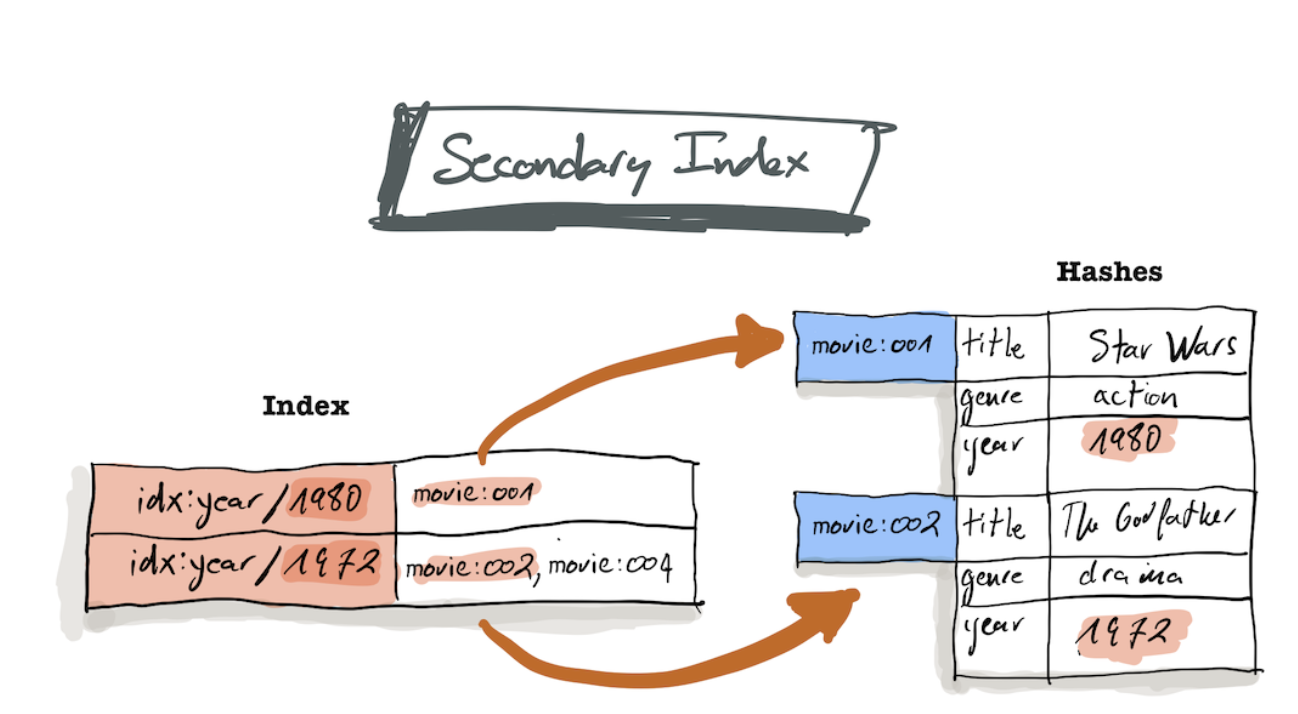 Secondary Index
Hashes
movie:001 title Star Wars
genre action
year 1980
movie:002 title The Godfather
genre drama
year 1972
Index
idx:year/1980 movie:001
idx:year/1972 movie:002, movie:004